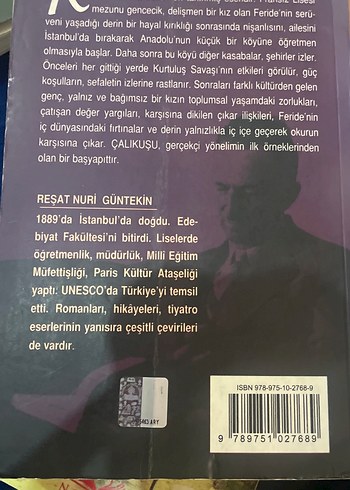 mezunu gencecik, delişmen bir kız olan Feride'nin serü-
veni yaşadığı derin bir hayal kırıklığı sonrasında nişanlısını, ailesini
İstanbul'da bırakarak Anadolu'nun küçük bir köyüne öğretmen
olmasıyla başlar. Daha sonra bu köyü diğer kasabalar, şehirler izler.
Önceleri her gittiği yerde Kurtuluş Savaşı'nın etkileri görülür, güç
koşulların, sefaletin izlerine rastlanır. Sonraları farklı kültürden gelen
genç, yalnız ve bağımsız bir kızın toplumsal yaşamdaki zorlukları,
çatışan değer yargıları, karşısına dikilen çıkar ilişkileri, Feride'nin
iç dünyasındaki fırtınalar ve derin yalnızlıkla iç içe geçerek okurun
karşısına çıkar. ÇALIKUŞU, gerçekçi yönelimin ilk örneklerinden
olan bir başyapıttır.
REŞAT NURİ GÜNTEKİN
1889'da İstanbul'da doğdu. Ede-
biyat Fakültesi'ni bitirdi. Liselerde
öğretmenlik, müdürlük, Millî Eğitim
Müfettişliği, Paris Kültür Ataşeliği
yaptı. UNESCO'da Türkiye'yi temsil
etti. Romanları, hikâyeleri, tiyatro
eserlerinin yanısıra çeşitli çevirileri
de vardır.
ISBN 978-975-10-2768-9
9 789751 027689